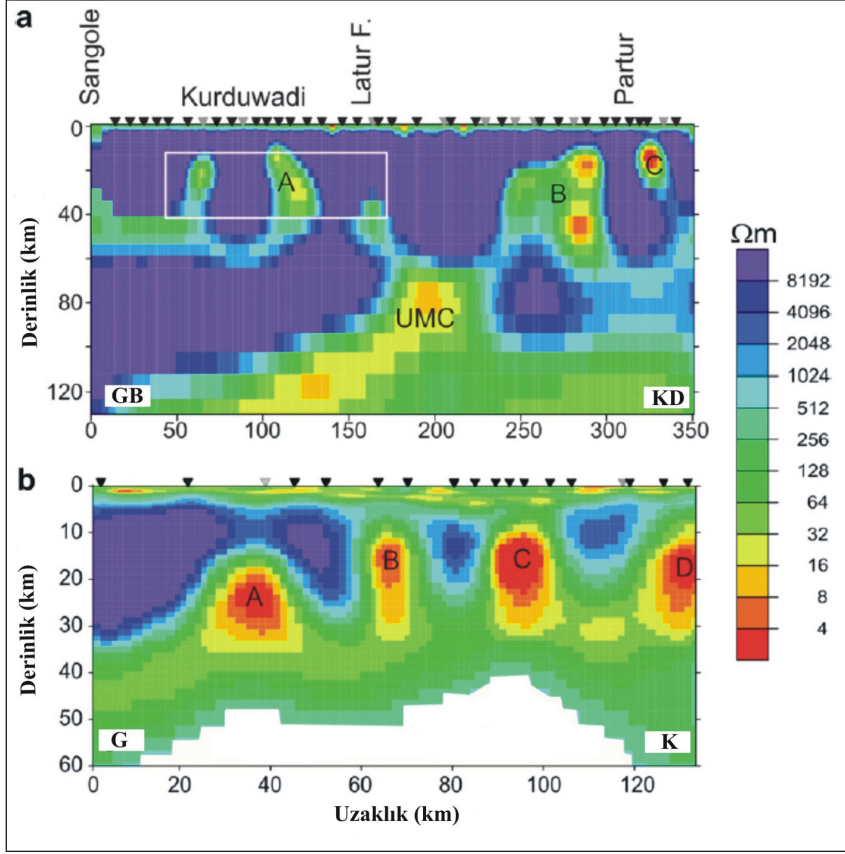 a
Sangole
Kurduwadi
Latur F.
Partur
0
40
80
120
Derinlik (km)
A
B
C
UMC
GB
KD
0 50 100 150 200 250 300 350
Ωm
8192
4096
2048
1024
512
256
128
64
32
16
8
4
b
0
10
20
30
40
50
60
Derinlik (km)
A
B
C
D
G
K
0 20 40 60 80 100 120
Uzaklık (km)